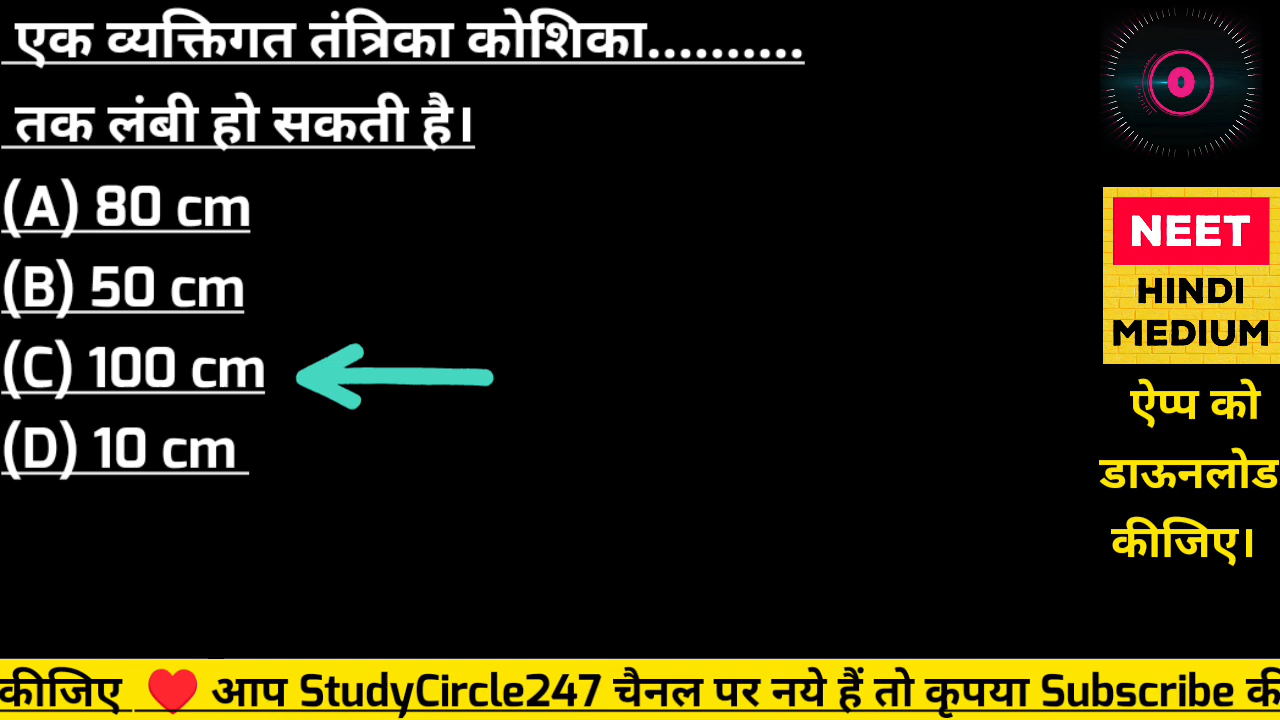 एक व्यक्तिगत तंत्रिका कोशिका..........
तक लंबी हो सकती है।
(A) 80 cm
(B) 50 cm
(C) 100 cm
(D) 10 cm
0
NEET
HINDI
MEDIUM
ऐप्प को
डाऊनलोड
कीजिए।
कीजिए ❤️ आप StudyCircle247 चैनल पर नये हैं तो कृपया Subscribe की